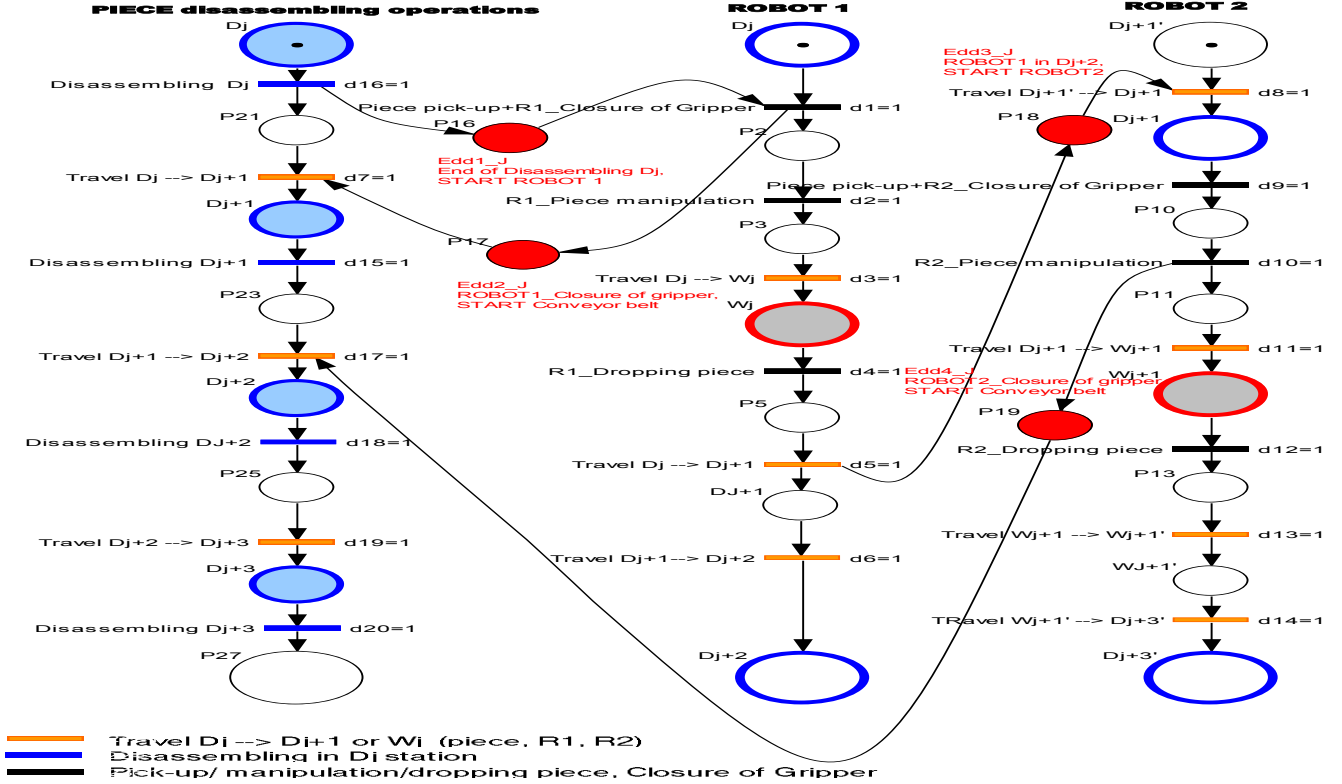 PIECE disassembling operations
Dj
Disassembling Dj
d16=1
P21
Travel Dj --> Dj+1
d7=1
Dj+1
Disassembling Dj+1
d15=1
P23
Travel Dj+1 --> Dj+2
d17=1
Dj+2
Disassembling DJ+2
d18=1
P25
Travel Dj+2 --> Dj+3
d19=1
Dj+3
Disassembling Dj+3
d20=1
P27
P16
Edd1_J
End of Disassembling Dj,
START ROBOT 1
P17
Edd2_J
ROBOT1_Closure of gripper,
START Conveyor belt
ROBOT 1
Dj
Piece pick-up+R1_Closure of Gripper
d1=1
P2
R1_Piece manipulation
d2=1
P3
Travel Dj --> Wj
d3=1
Wj
R1_Dropping piece
d4=1
P5
Travel Dj --> Dj+1
d5=1
DJ+1
Travel Dj+1--> Dj+2
d6=1
Dj+2
Edd3_J
ROBOT1 in Dj+2,
START ROBOT2
P18
Edd4_J
ROBOT2_Closure of gripper,
START Conveyor belt
P19
ROBOT 2
Dj+1'
Travel Dj+1' --> Dj+1
d8=1
Dj+1
Piece pick-up+R2_Closure of Gripper
d9=1
P10
R2_Piece manipulation
d10=1
P11
Travel Dj+1 --> Wj+1
d11=1
Wj+1
R2_Dropping piece
d12=1
P13
Travel Wj+1 --> Wj+1'
d13=1
WJ+1'
TRavel Wj+1' --> Dj+3'
d14=1
Dj+3'
Travel Dj --> Dj+1 or Wj (piece, R1, R2)
Disassembling in Dj station
Pick-up/ manipulation/dropping piece, Closure of Gripper